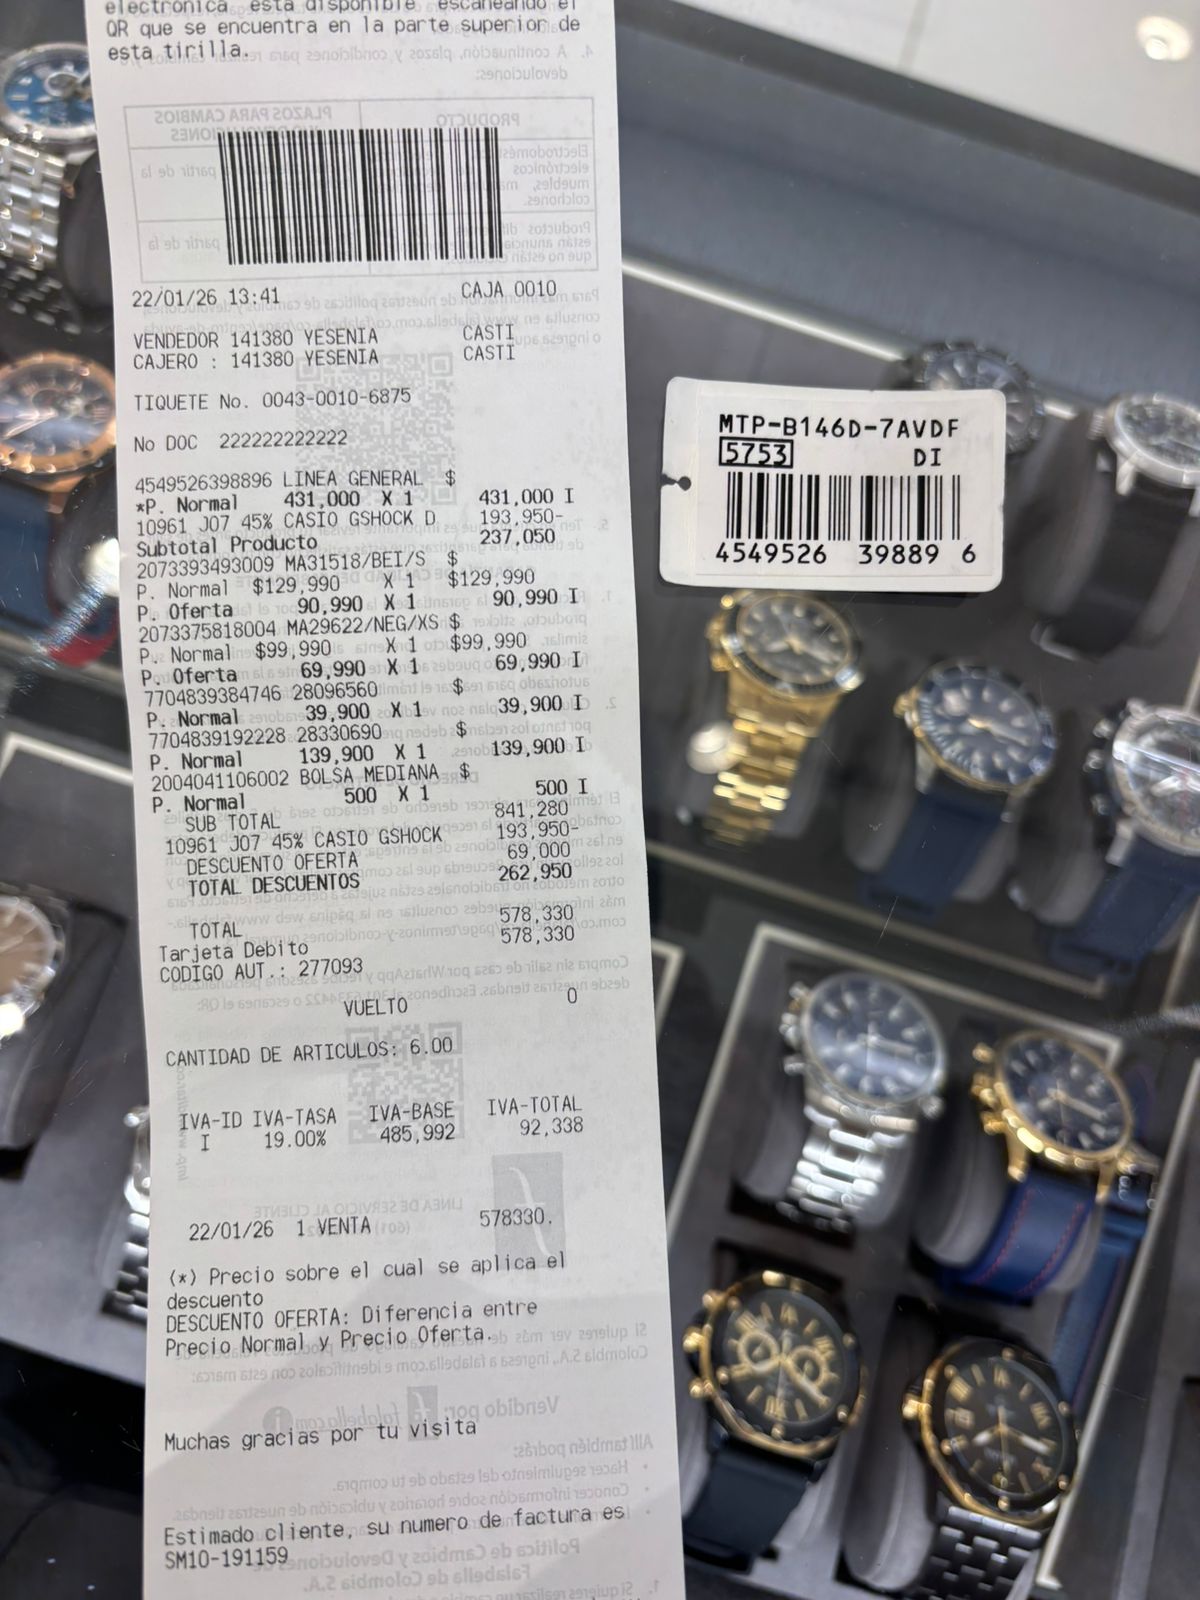 electronica esta disponible escaneando el
QR que se encuentra en la parte superior de
esta tirilla.
22/01/26 13:41 CAJA 0010
VENDEDOR 141380 YESENIA CASTI
CAJERO : 141380 YESENIA CASTI
TIQUETE No. 0043-0010-6875
No DOC 222222222222
4549526398896 LINEA GENERAL $
*P. Normal 431,000 X 1 431,000 I
10961 J07 45% CASIO GSHOCK D 193,950-
Subtotal Producto 237,050
2073393493009 MA31518/BEI/S $
P. Normal $129,990 X 1 $129,990
P. Oferta 90,990 X 1 90,990 I
2073375818004 MA29622/NEG/XS $
P. Normal $99,990 X 1 $99,990
P. Oferta 69,990 X 1 69,990 I
7704839384746 28096560 $
P. Normal 39,900 X 1 39,900 I
7704839192228 28330690 $
P. Normal 139,900 X 1 139,900 I
2004041106002 BOLSA MEDIANA $
P. Normal 500 X 1 500 I
SUB TOTAL 841,280
10961 J07 45% CASIO GSHOCK 193,950-
DESCUENTO OFERTA 69,000
TOTAL DESCUENTOS 262,950
TOTAL 578,330
Tarjeta Debito 578,330
CODIGO AUT.: 277093
VUELTO 0
CANTIDAD DE ARTICULOS: 6.00
IVA-ID IVA-TASA IVA-BASE IVA-TOTAL
I 19.00% 485,992 92,338
22/01/26 1 VENTA 578330.
(*) Precio sobre el cual se aplica el
descuento
DESCUENTO OFERTA: Diferencia entre
Precio Normal y Precio Oferta.
Muchas gracias por tu visita
Estimado cliente, su numero de factura es
SM10-191159
MTP-B146D-7AVDF
5753 DI
4549526 39889 6